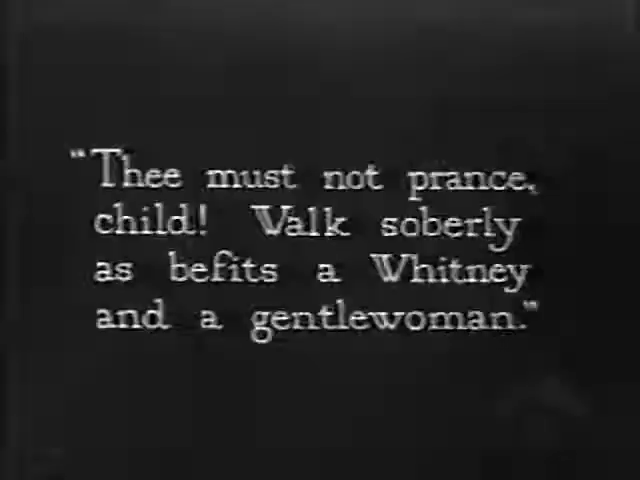 "Thee must not prance,
child! Walk soberly
as befits a Whitney
and a gentlewoman."